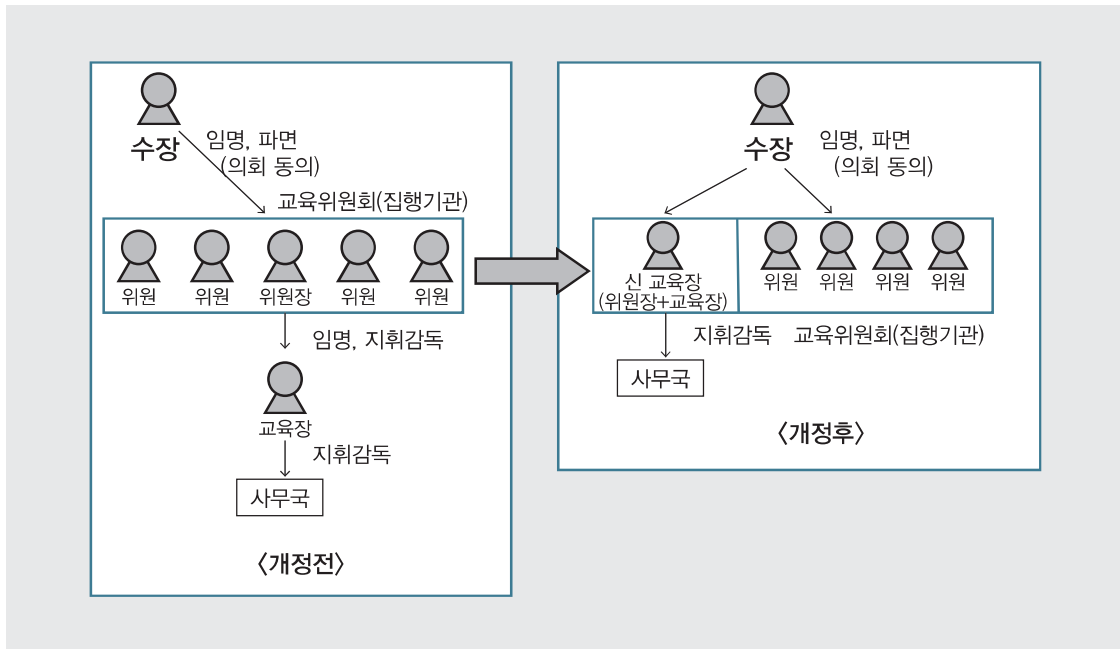 수장
임명, 파면
(의회 동의)
교육위원회(집행기관)
위원 위원 위원장 위원 위원
임명, 지휘감독
교육장
지휘감독
사무국
〈개정전〉
수장
임명, 파면
(의회 동의)
신 교육장
(위원장+교육장)
위원 위원 위원 위원
지휘감독 교육위원회(집행기관)
사무국
〈개정후〉